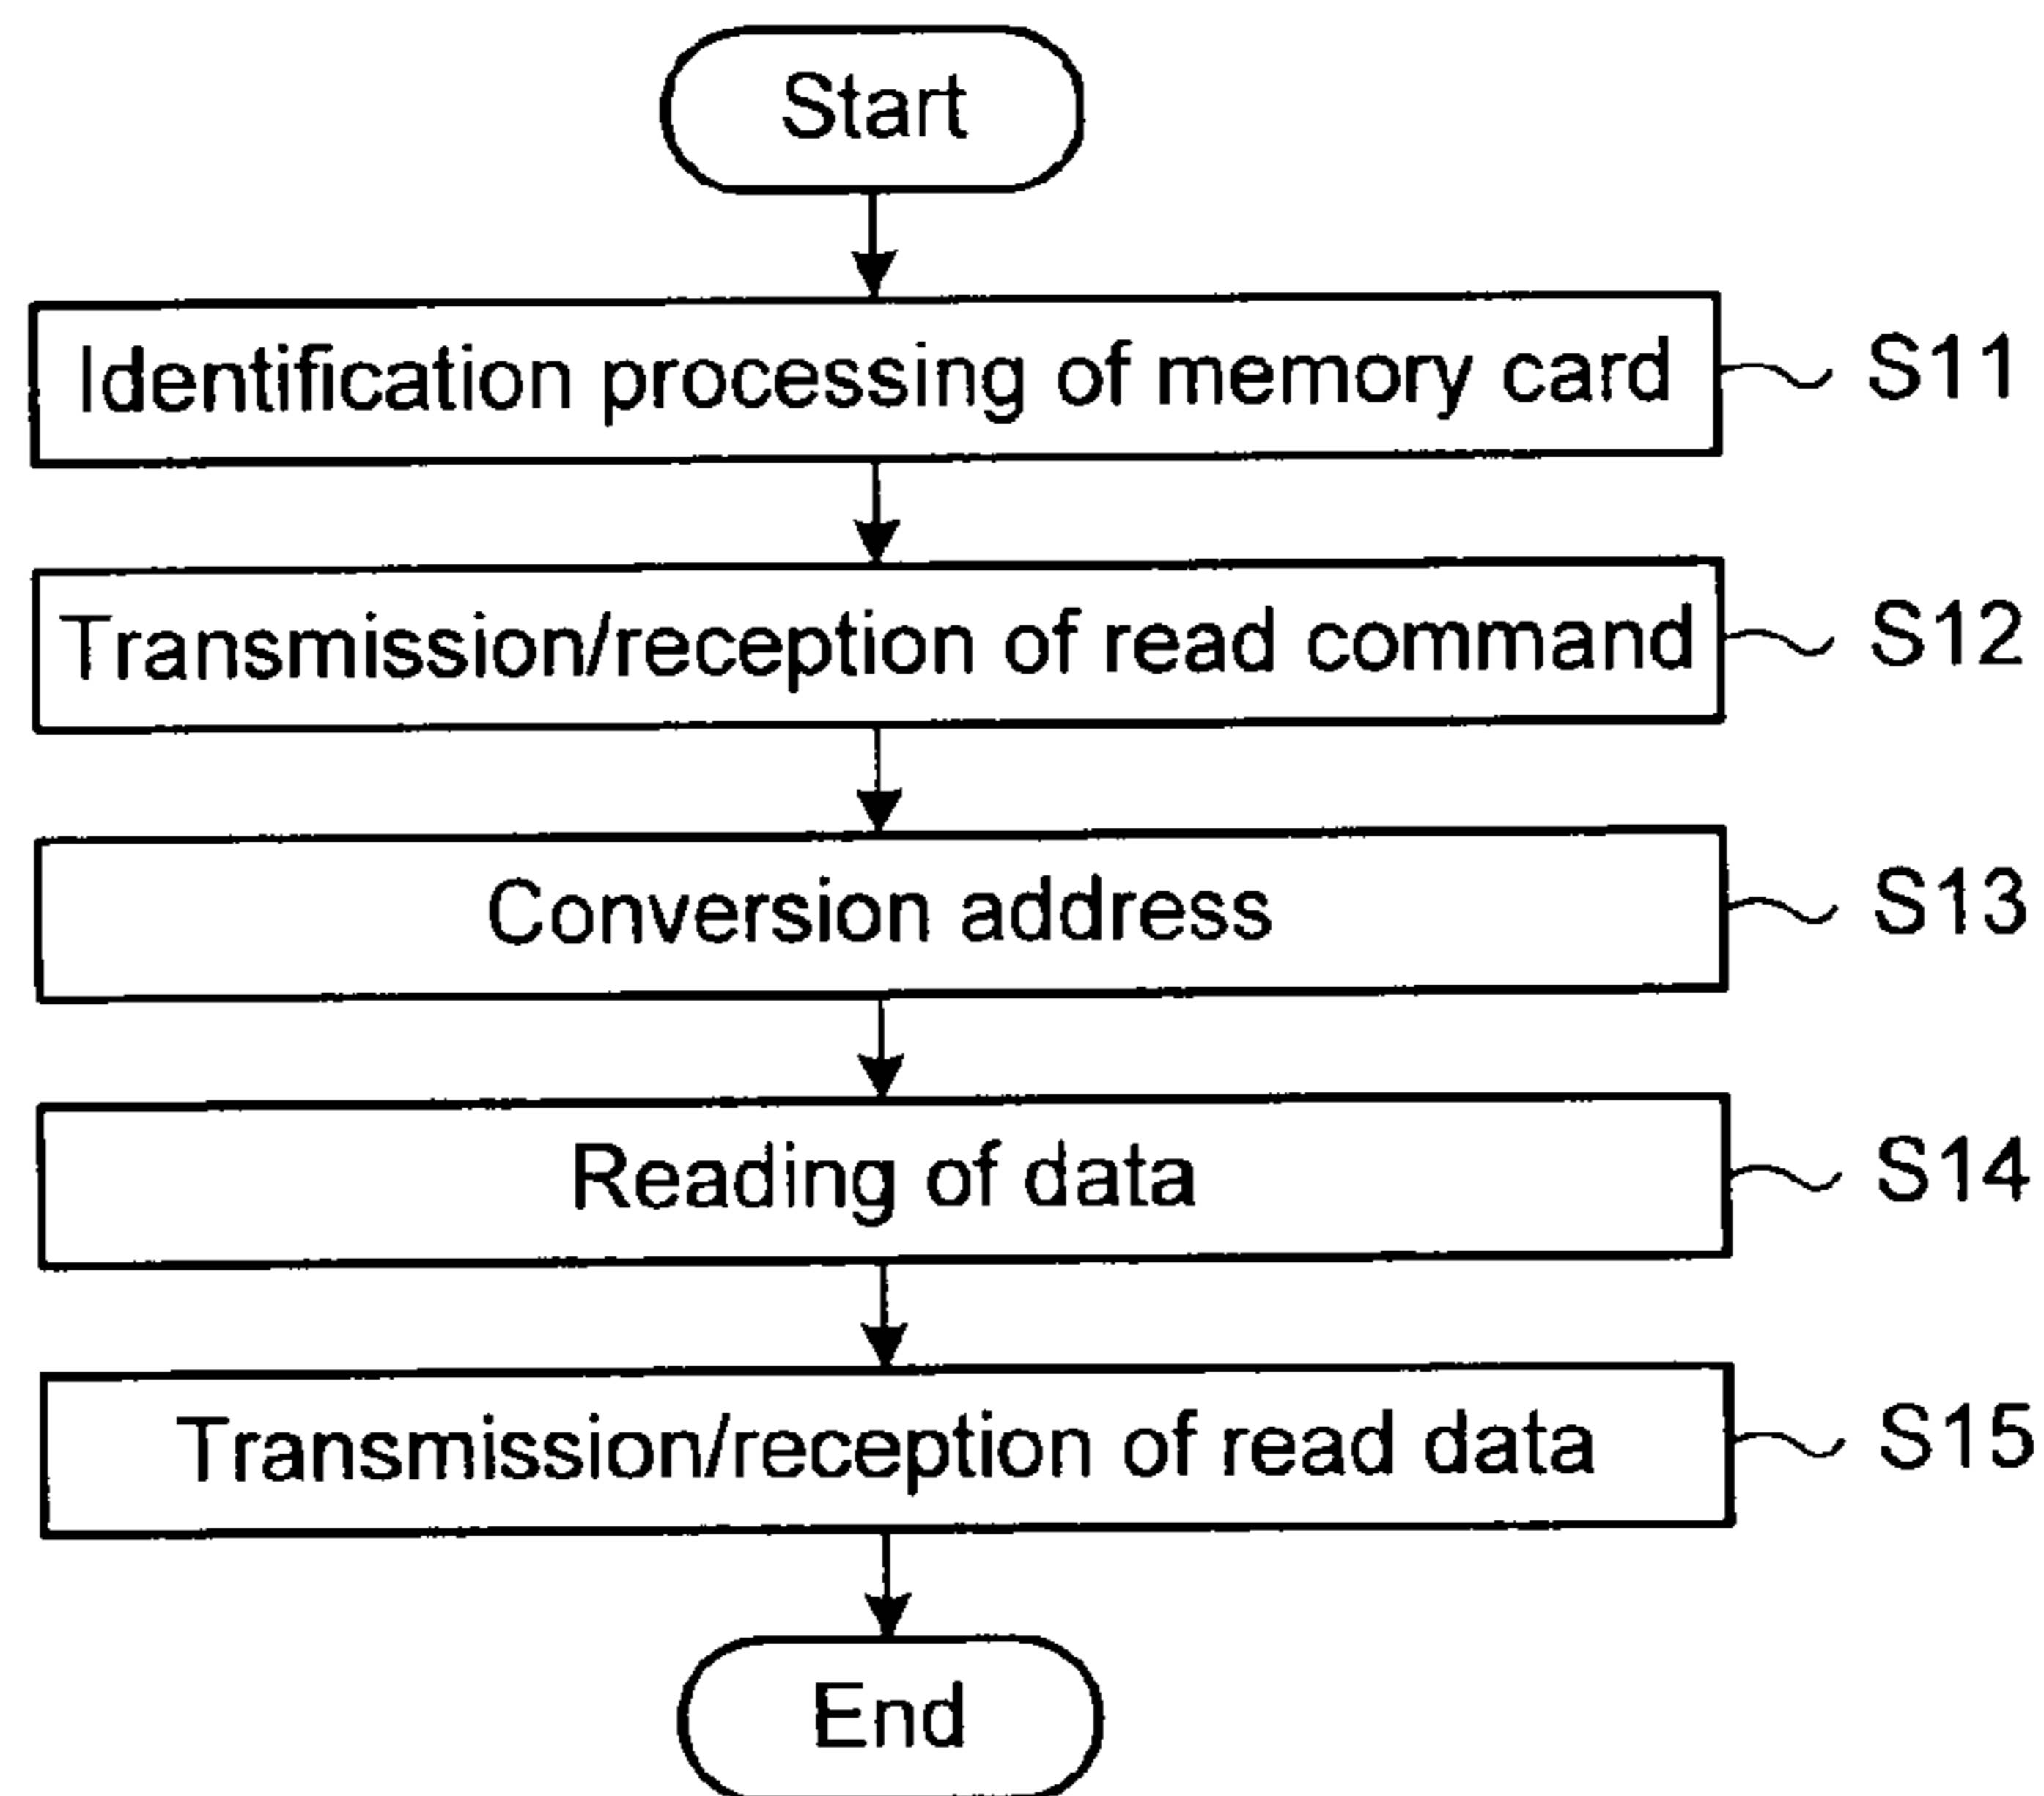 Start
Identification processing of memory card S11
Transmission/reception of read command S12
Conversion address S13
Reading of data S14
Transmission/reception of read data S15
End